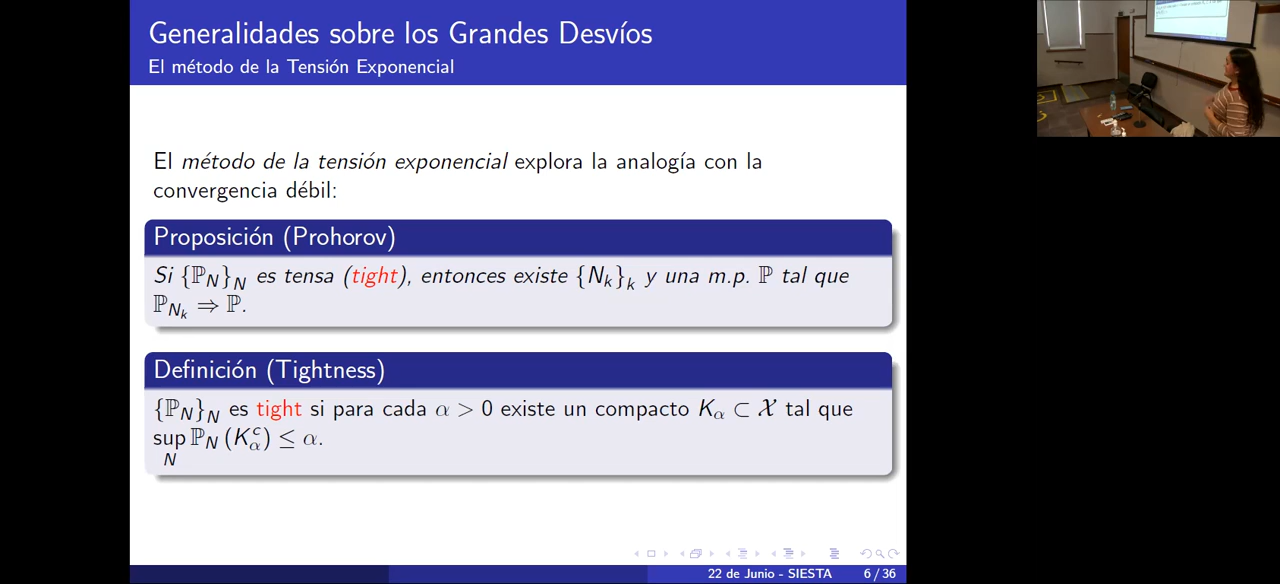 Generalidades sobre los Grandes Desvíos
El método de la Tensión Exponencial
El método de la tensión exponencial explora la analogía con la
convergencia débil:
Proposición (Prohorov)
Si {ℙ_N}_N es tensa (tight), entonces existe {N_k}_k y una m.p. ℙ tal que
ℙ_{N_k} ⇒ ℙ.
Definición (Tightness)
{ℙ_N}_N es tight si para cada α > 0 existe un compacto K_α ⊂ 𝒳 tal que
sup_N ℙ_N (K_α^c) ≤ α.
22 de Junio - SIESTA 6 / 36